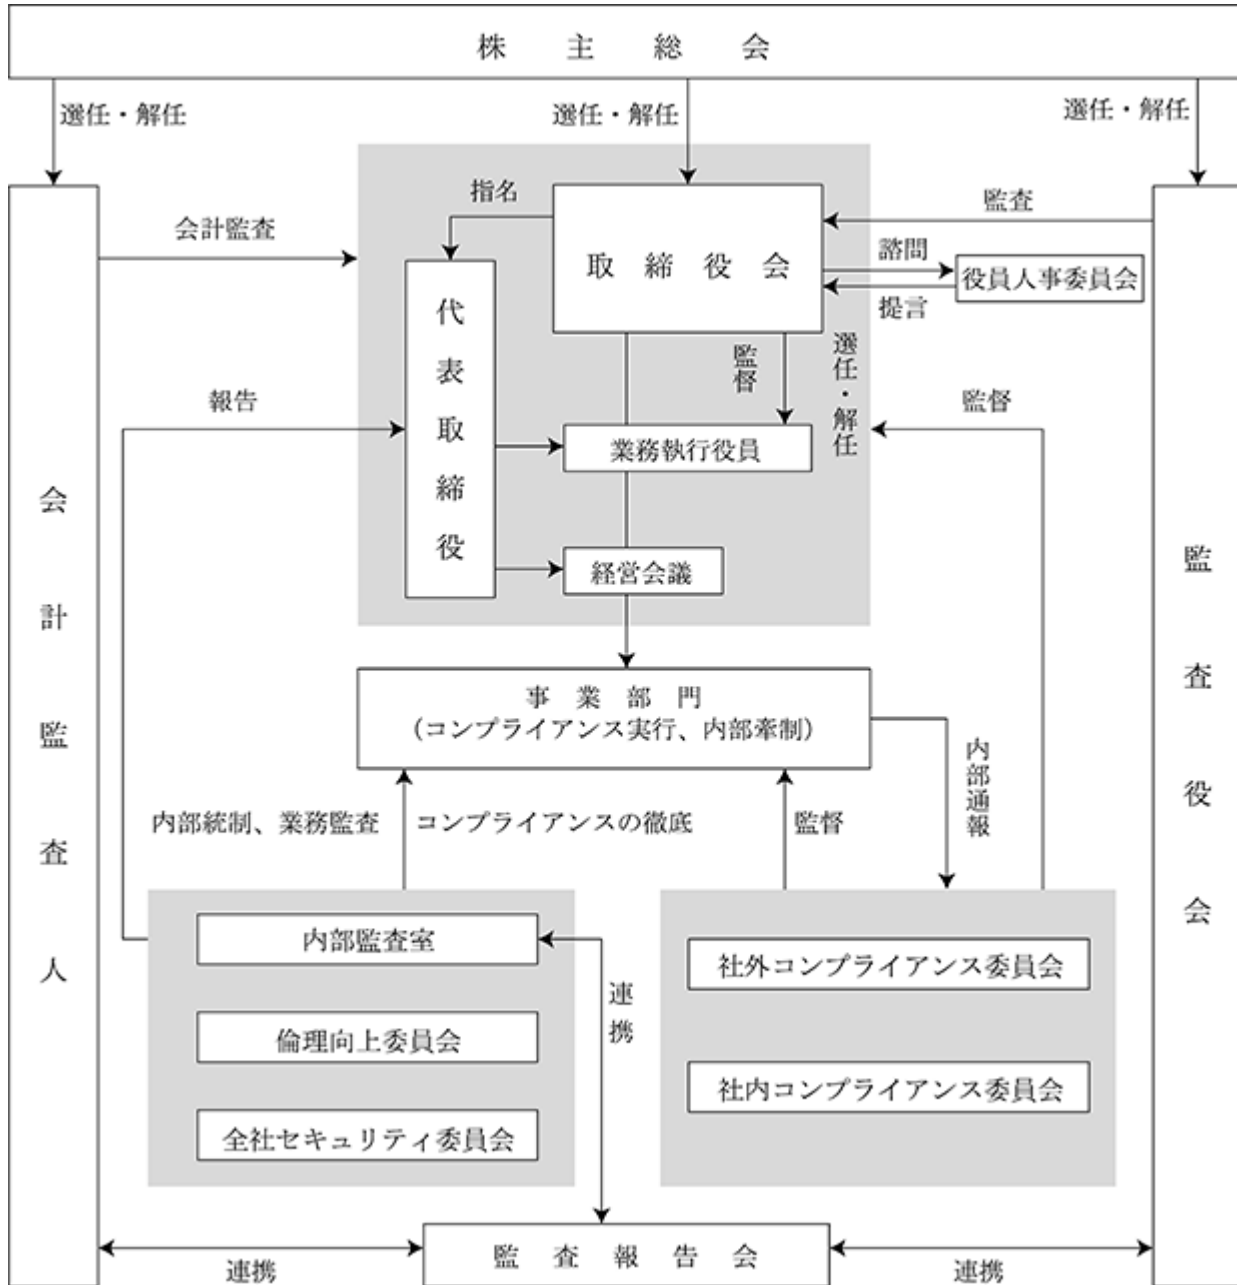 株主総会
選任・解任
選任・解任
選任・解任
指名
取締役会
監査
会計監査
諮問
役員人事委員会
提言
代表取締役
監督
選任・解任
報告
監督
業務執行役員
経営会議
会計監査人
監査役会
事業部門
(コンプライアンス実行、内部牽制)
内部通報
内部統制、業務監査
コンプライアンスの徹底
監督
内部監査室
倫理向上委員会
全社セキュリティ委員会
連携
社外コンプライアンス委員会
社内コンプライアンス委員会
監査報告会
連携
連携